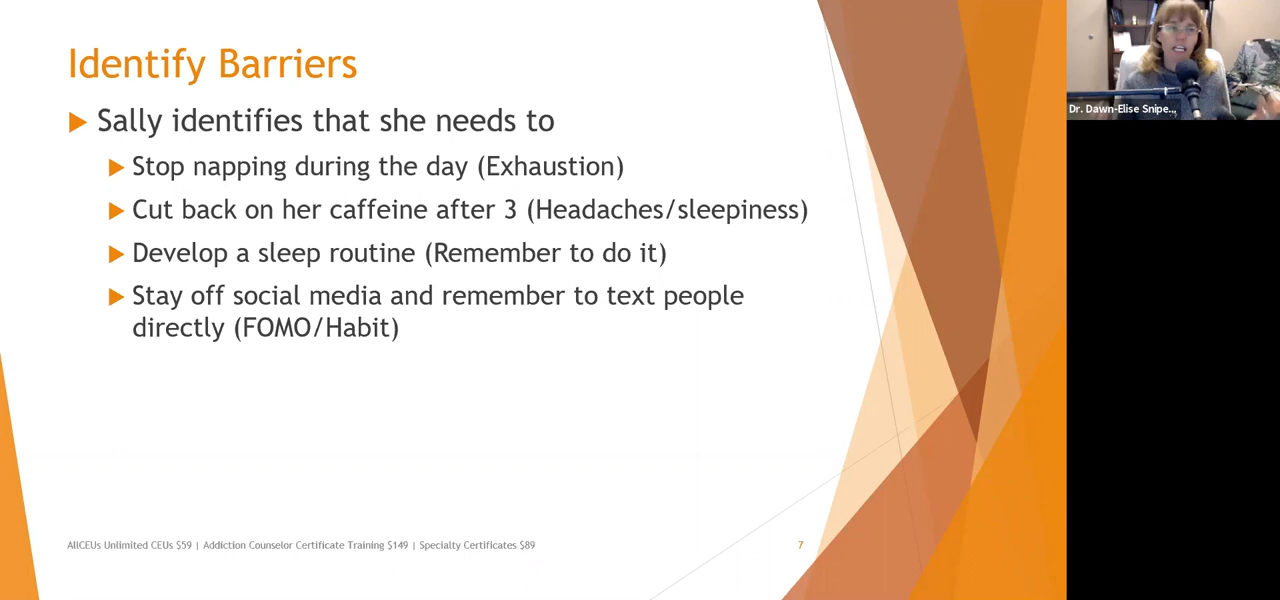 Identify Barriers
Sally identifies that she needs to
Stop napping during the day (Exhaustion)
Cut back on her caffeine after 3 (Headaches/sleepiness)
Develop a sleep routine (Remember to do it)
Stay off social media and remember to text people
directly (FOMO/Habit)
AllCEUs Unlimited CEUs $59 | Addiction Counselor Certificate Training $149 | Specialty Certificates $89
7
Dr. Dawn-Elise Snipe...